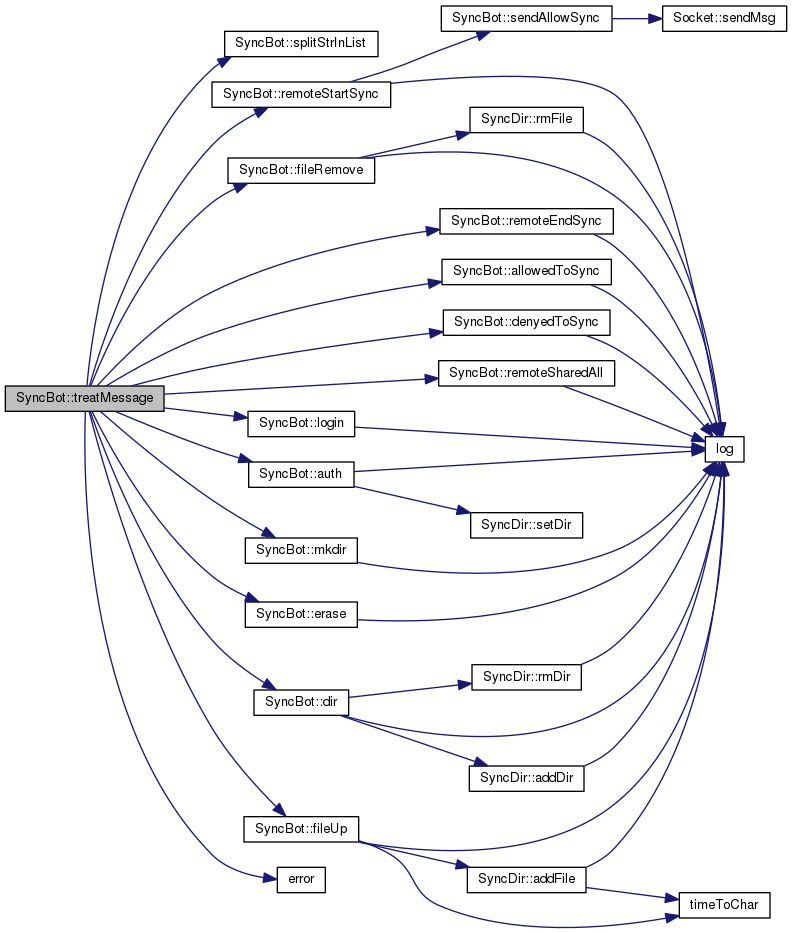 SyncBot::sendAllowSync
Socket::sendMsg
SyncBot::splitStrInList
SyncBot::remoteStartSync
SyncDir::rmFile
SyncBot::fileRemove
SyncBot::remoteEndSync
SyncBot::allowedToSync
SyncBot::denyedToSync
SyncBot::remoteSharedAll
SyncBot::treatMessage
SyncBot::login
log
SyncBot::auth
SyncDir::setDir
SyncBot::mkdir
SyncBot::erase
SyncDir::rmDir
SyncBot::dir
SyncDir::addDir
SyncBot::fileUp
error
SyncDir::addFile
timeToChar